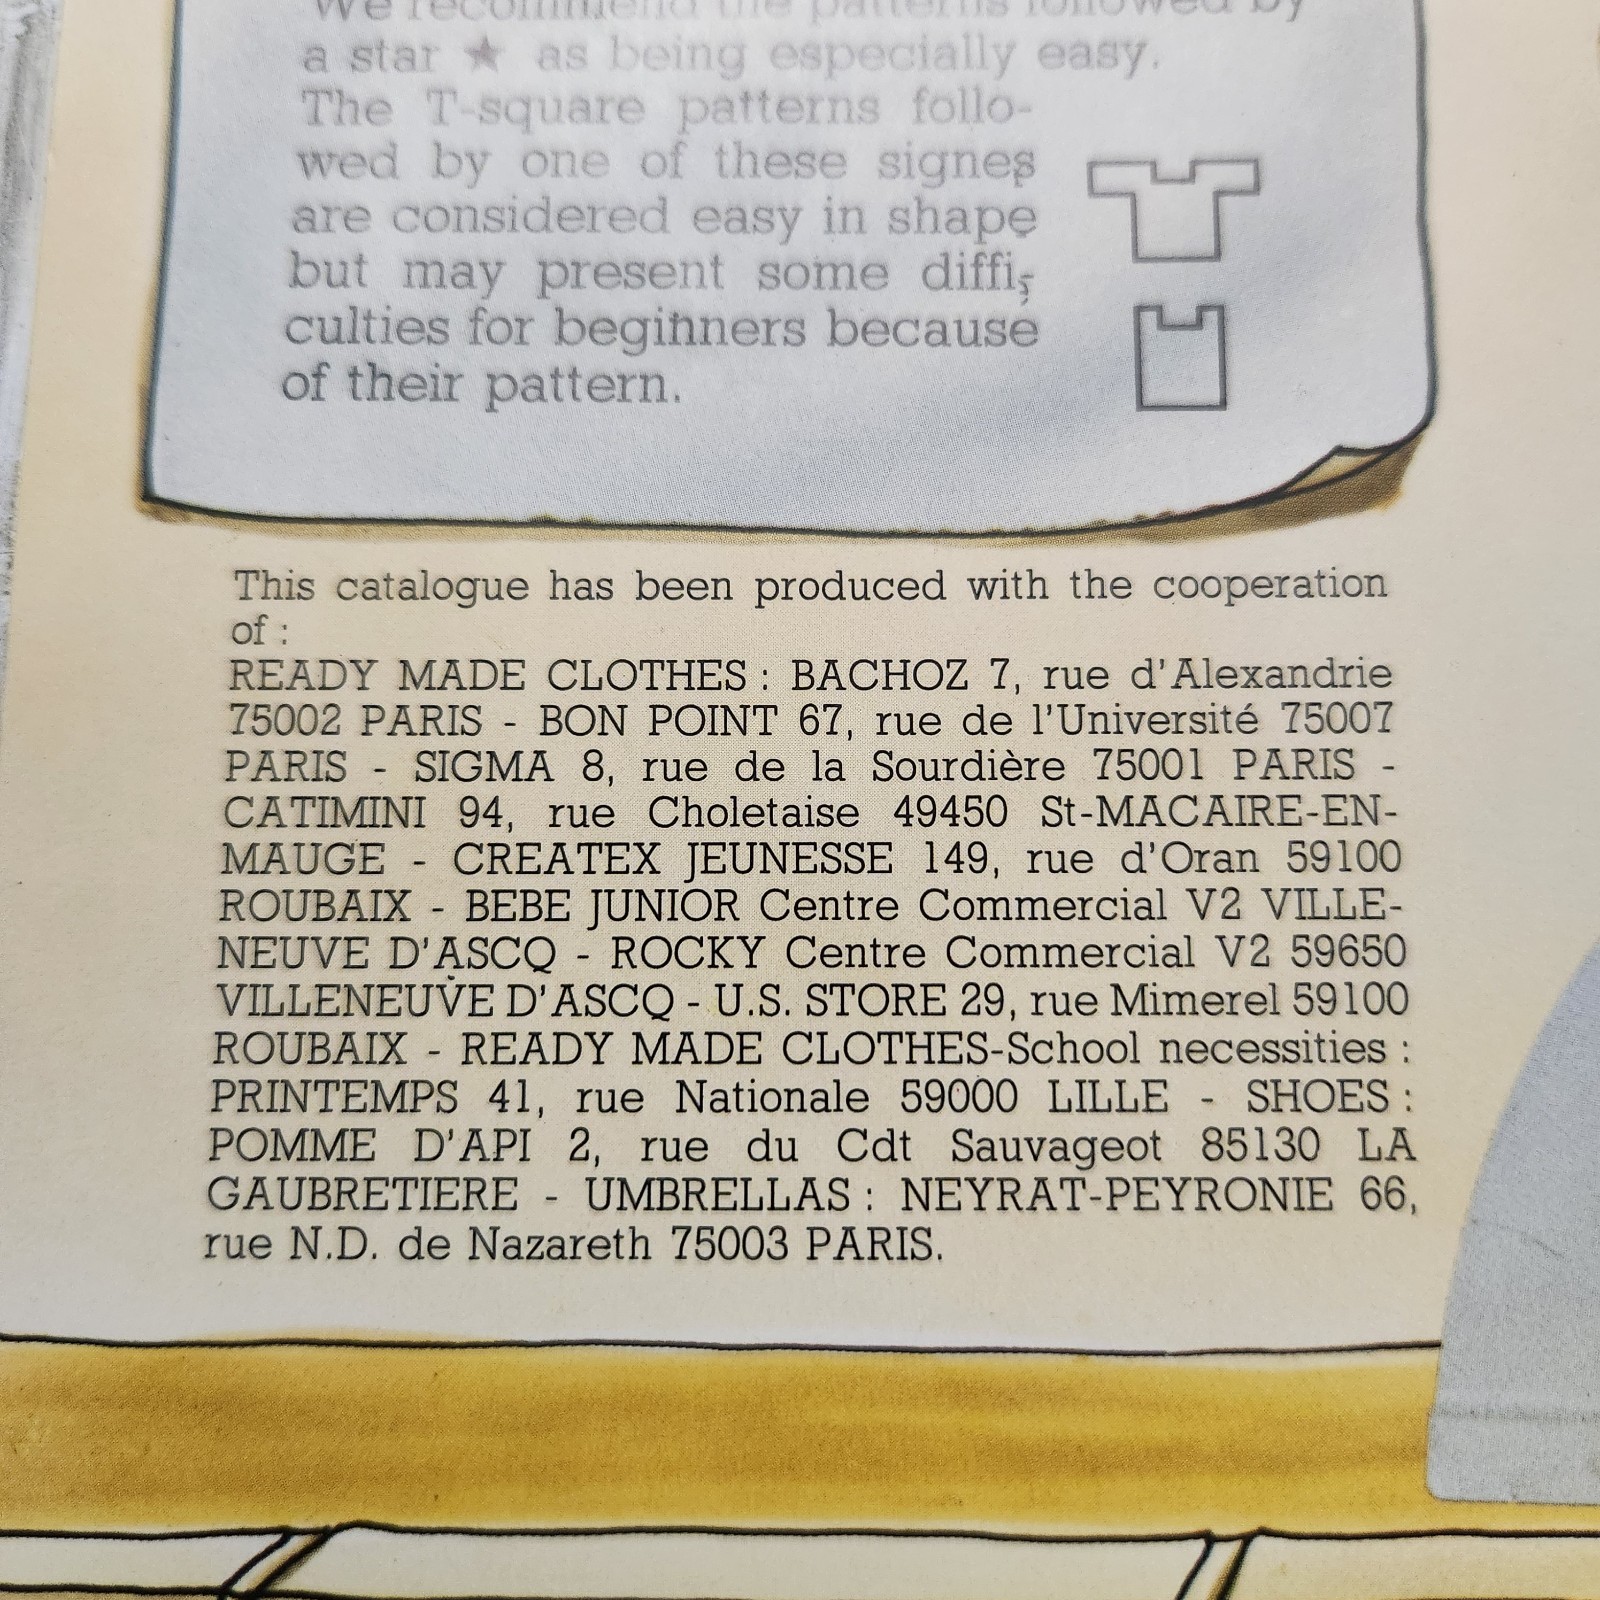 We recommend the patterns followed by
a star ★ as being especially easy.
The T-square patterns follo-
wed by one of these signes
are considered easy in shape
but may present some diffi-
culties for beginners because
of their pattern.
This catalogue has been produced with the cooperation
of :
READY MADE CLOTHES : BACHOZ 7, rue d'Alexandrie
75002 PARIS - BON POINT 67, rue de l'Université 75007
PARIS - SIGMA 8, rue de la Sourdière 75001 PARIS -
CATIMINI 94, rue Choletaise 49450 St-MACAIRE-EN-
MAUGE - CREATEX JEUNESSE 149, rue d'Oran 59100
ROUBAIX - BEBE JUNIOR Centre Commercial V2 VILLE-
NEUVE D'ASCQ - ROCKY Centre Commercial V2 59650
VILLENEUVE D'ASCQ - U.S. STORE 29, rue Mimerel 59100
ROUBAIX - READY MADE CLOTHES-School necessities :
PRINTEMPS 41, rue Nationale 59000 LILLE - SHOES :
POMME D'API 2, rue du Cdt Sauvageot 85130 LA
GAUBRETIERE - UMBRELLAS : NEYRAT-PEYRONIE 66,
rue N.D. de Nazareth 75003 PARIS.